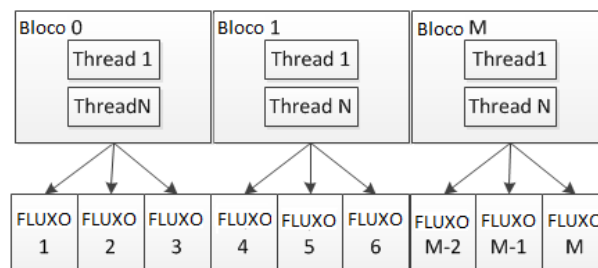 Bloco 0
Thread 1
ThreadN
Bloco 1
Thread 1
Thread N
Bloco M
Thread1
Thread N
FLUXO
1
FLUXO
2
FLUXO
3
FLUXO
4
FLUXO
5
FLUXO
6
FLUXO
M-2
FLUXO
M-1
FLUXO
M